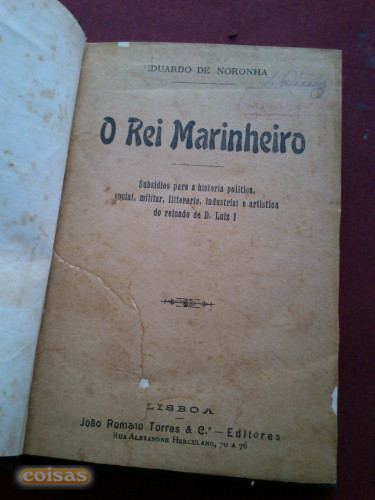 EDUARDO DE NORONHA
O Rei Marinheiro
Subsidios para a historia politica,
social, militar, litteraria, industrial e artistica
do reinado de D. Luiz I
LISBOA
João Romano Torres & C.ª — Editores
RUA ALEXANDRE HERCULANO, 70 A 76
coisas